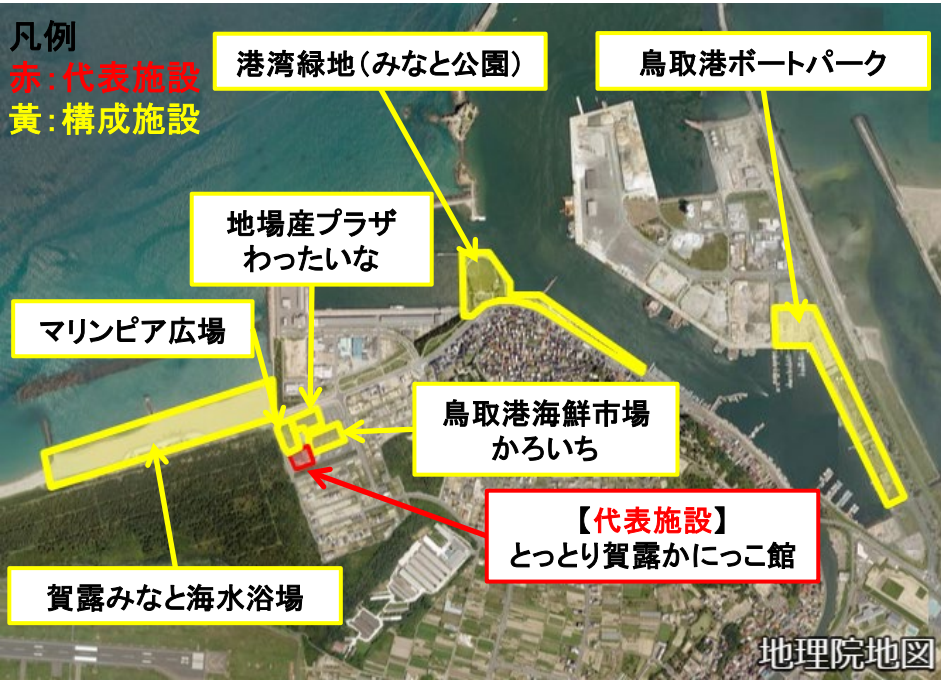 凡例
赤：代表施設
黃：構成施設
港湾緑地（みなと公園）
鳥取港ボートパーク
地場産プラザ
わったいな
マリンピア広場
鳥取港海鮮市場
かろいち
【代表施設】
とっとり賀露かにっこ館
賀露みなと海水浴場
地理院地図